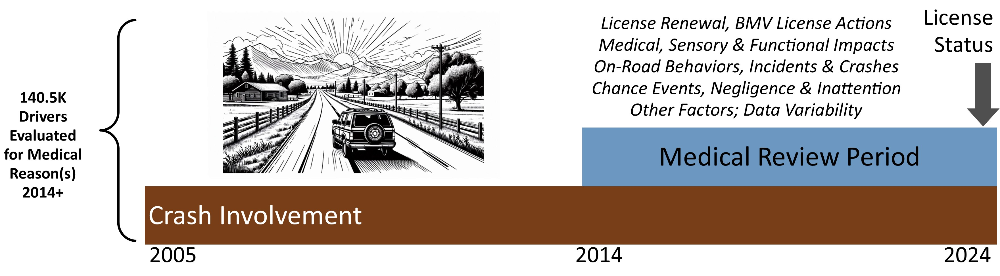 140.5K
Drivers
Evaluated
for Medical
Reason(s)
2014+
License Renewal, BMV License Actions
Medical, Sensory & Functional Impacts
On-Road Behaviors, Incidents & Crashes
Chance Events, Negligence & Inattention
Other Factors; Data Variability
License
Status
Medical Review Period
Crash Involvement
2005
2014
2024